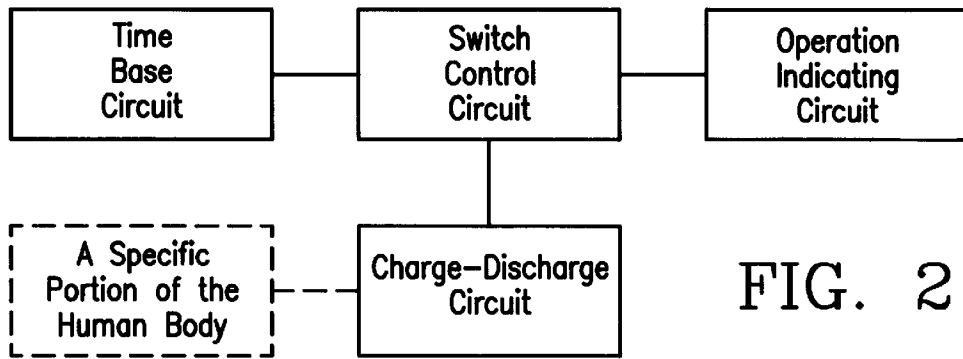 Time
Base
Circuit
Switch
Control
Circuit
Operation
Indicating
Circuit
A Specific
Portion of the
Human Body
Charge-Discharge
Circuit
FIG. 2